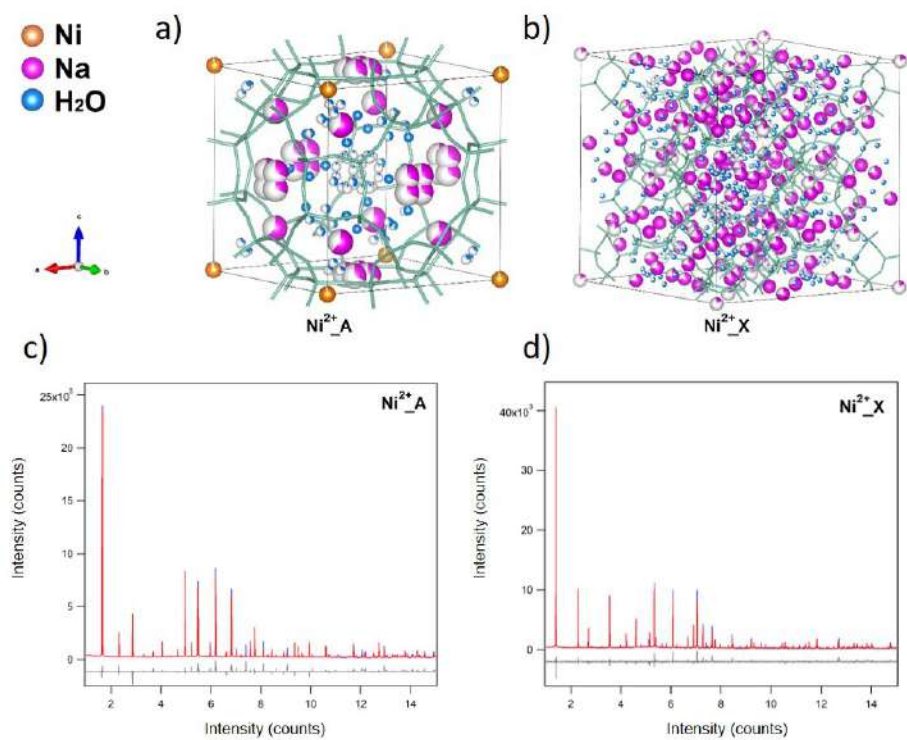 Ni
Na
H₂O
c
a
b
a)
Ni²⁺_A
b)
Ni²⁺_X
c)
Ni²⁺_A
25x10³
20
15
10
5
0
Intensity (counts)
2 4 6 8 10 12 14
Intensity (counts)
d)
Ni²⁺_X
40x10³
30
20
10
0
Intensity (counts)
2 4 6 8 10 12 14
Intensity (counts)